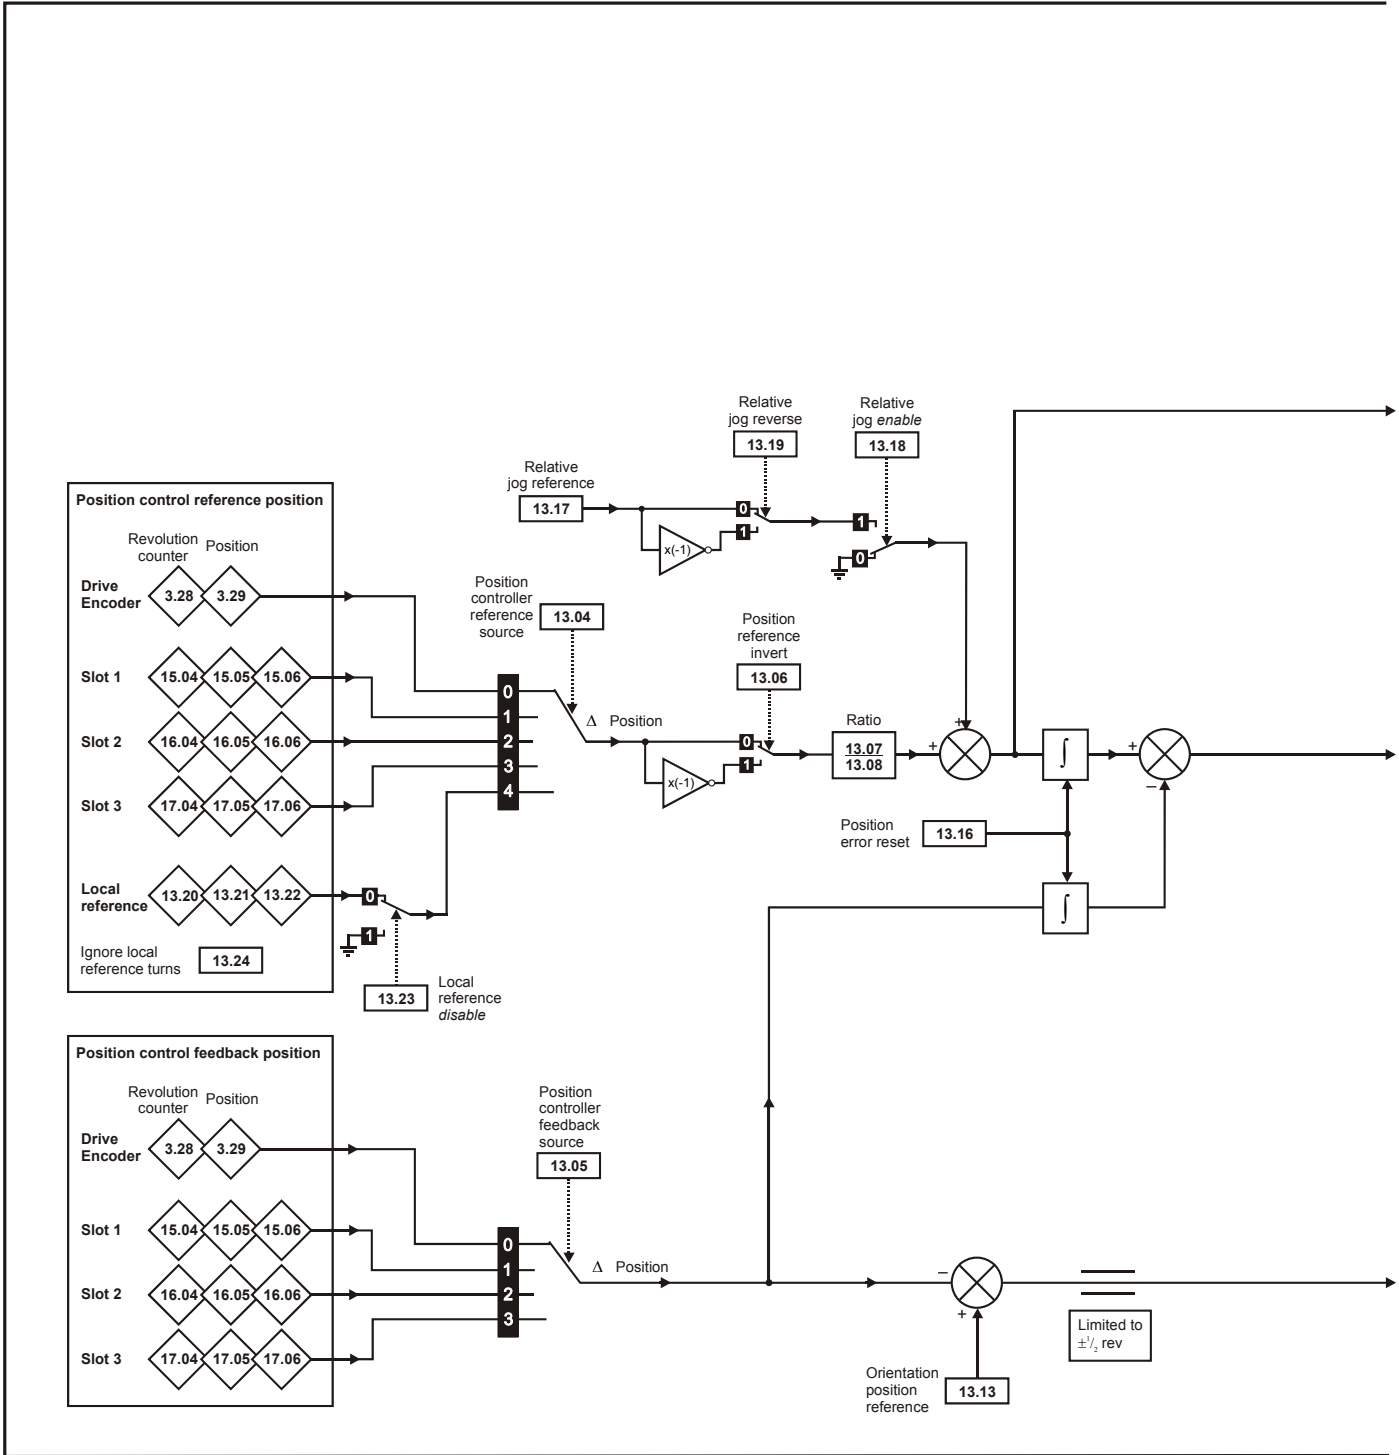 Relative
jog reverse
13.19
Relative
jog enable
13.18
Relative
jog reference
13.17
0
1
x(-1)
1
0
Position control reference position
Revolution
counter
Position
Drive
Encoder
3.28
3.29
Slot 1
15.04
15.05
15.06
Slot 2
16.04
16.05
16.06
Slot 3
17.04
17.05
17.06
Local
reference
13.20
13.21
13.22
Ignore local
reference turns
13.24
0
1
13.23
Local
reference
disable
Position
controller
reference
source
13.04
0
1
2
3
4
Δ Position
Position
reference
invert
13.06
0
1
x(-1)
Ratio
13.07
13.08
+
+
∫
+
−
Position
error reset
13.16
∫
Position control feedback position
Revolution
counter
Position
Drive
Encoder
3.28
3.29
Slot 1
15.04
15.05
15.06
Slot 2
16.04
16.05
16.06
Slot 3
17.04
17.05
17.06
Position
controller
feedback
source
13.05
0
1
2
3
Δ Position
−
+
Limited to
±1/2 rev
Orientation
position
reference
13.13